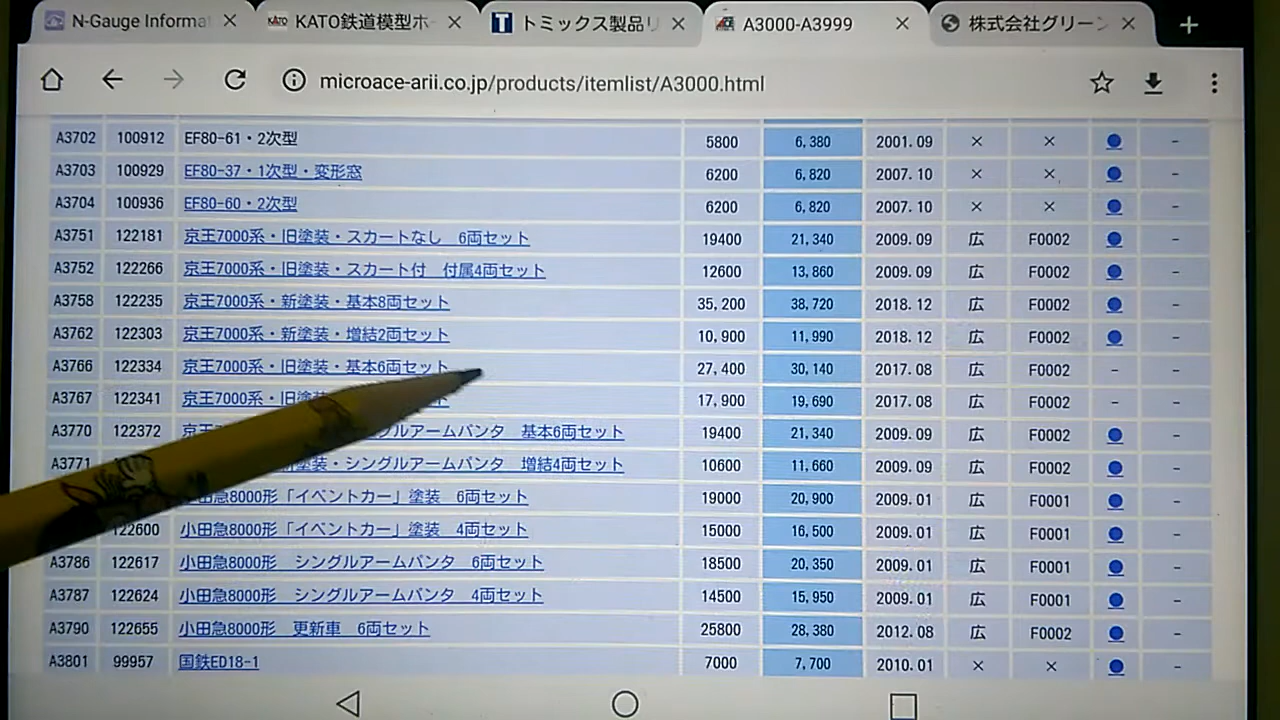 N-Gauge Informa
KATO鉄道模型ホ
トミックス製品リ
A3000-A3999
株式会社グリーン
microace-arii.co.jp/products/itemlist/A3000.html
A3702 100912 EF80-61・2次型 5800 6,380 2001.09 × × ● -
A3703 100929 EF80-37・1次型・変形窓 6200 6,820 2007.10 × × ● -
A3704 100936 EF80-60・2次型 6200 6,820 2007.10 × × ● -
A3751 122181 京王7000系・旧塗装・スカートなし 6両セット 19400 21,340 2009.09 広 F0002 ● -
A3752 122266 京王7000系・旧塗装・スカート付 付属4両セット 12600 13,860 2009.09 広 F0002 ● -
A3758 122235 京王7000系・新塗装・基本8両セット 35,200 38,720 2018.12 広 F0002 ● -
A3762 122303 京王7000系・新塗装・増結2両セット 10,900 11,990 2018.12 広 F0002 ● -
A3766 122334 京王7000系・旧塗装・基本6両セット 27,400 30,140 2017.08 広 F0002 - -
A3767 122341 京王7000系・旧塗 17,900 19,690 2017.08 広 F0002 - -
A3770 122372 京王 グルアームパンタ 基本6両セット 19400 21,340 2009.09 広 F0002 ● -
A3771 塗装・シングルアームパンタ 増結4両セット 10600 11,660 2009.09 広 F0002 ● -
田急8000形「イベントカー」塗装 6両セット 19000 20,900 2009.01 広 F0001 ● -
122600 小田急8000形「イベントカー」塗装 4両セット 15000 16,500 2009.01 広 F0001 ● -
A3786 122617 小田急8000形 シングルアームパンタ 6両セット 18500 20,350 2009.01 広 F0001 ● -
A3787 122624 小田急8000形 シングルアームパンタ 4両セット 14500 15,950 2009.01 広 F0001 ● -
A3790 122655 小田急8000形 更新車 6両セット 25800 28,380 2012.08 広 F0002 ● -
A3801 99957 国鉄ED18-1 7000 7,700 2010.01 × × ● -